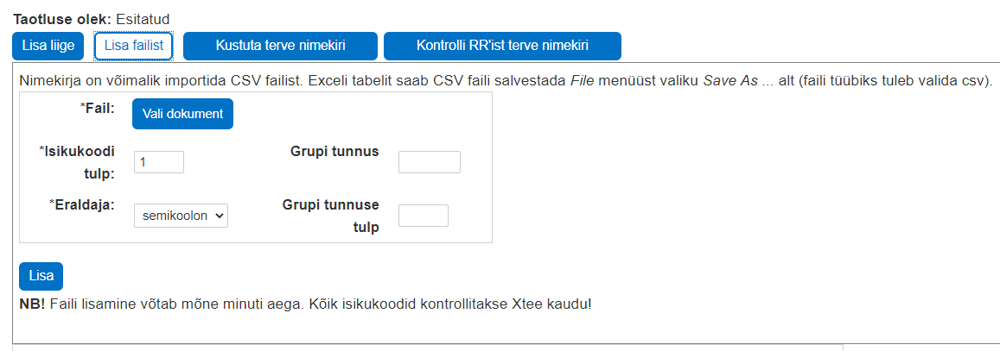 Taotluse olek: Esitatud
Lisa liige Lisa failist Kustuta terve nimekiri Kontrolli RR'ist terve nimekiri
Nimekirja on võimalik importida CSV failist. Exceli tabelit saab CSV faili salvestada File menüüst valiku Save As ... alt (faili tüübiks tuleb valida csv).
*Fail: Vali dokument
*Isikukoodi tulp: 1 Grupi tunnus
*Eraldaja: semikoolon Grupi tunnuse tulp
Lisa
NB! Faili lisamine võtab mõne minuti aega. Kõik isikukoodid kontrollitakse Xtee kaudu!